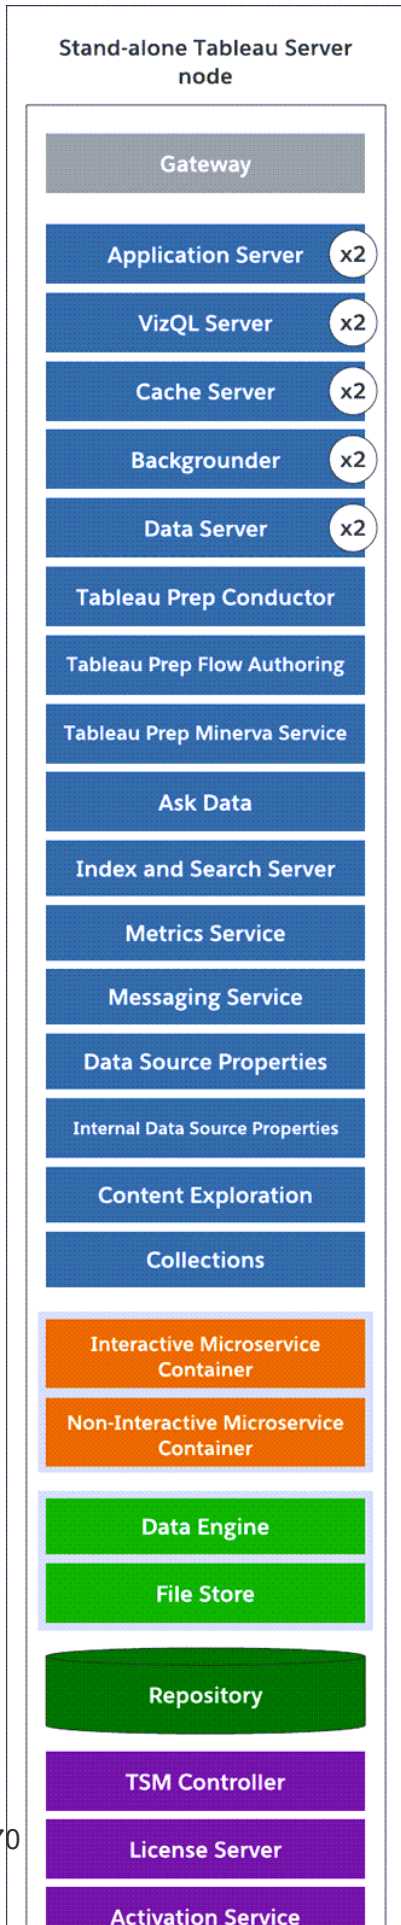 Stand-alone Tableau Server
node
Gateway
Application Server x2
VizQL Server x2
Cache Server x2
Backgrounder x2
Data Server x2
Tableau Prep Conductor
Tableau Prep Flow Authoring
Tableau Prep Minerva Service
Ask Data
Index and Search Server
Metrics Service
Messaging Service
Data Source Properties
Internal Data Source Properties
Content Exploration
Collections
Interactive Microservice
Container
Non-Interactive Microservice
Container
Data Engine
File Store
Repository
TSM Controller
70
License Server
Activation Service